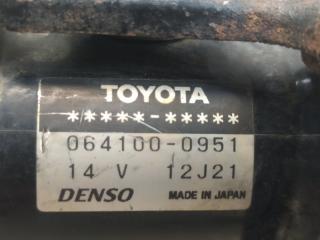 TOYOTA
*****-*****
064100-0951
14 V 12J21
DENSO MADE IN JAPAN